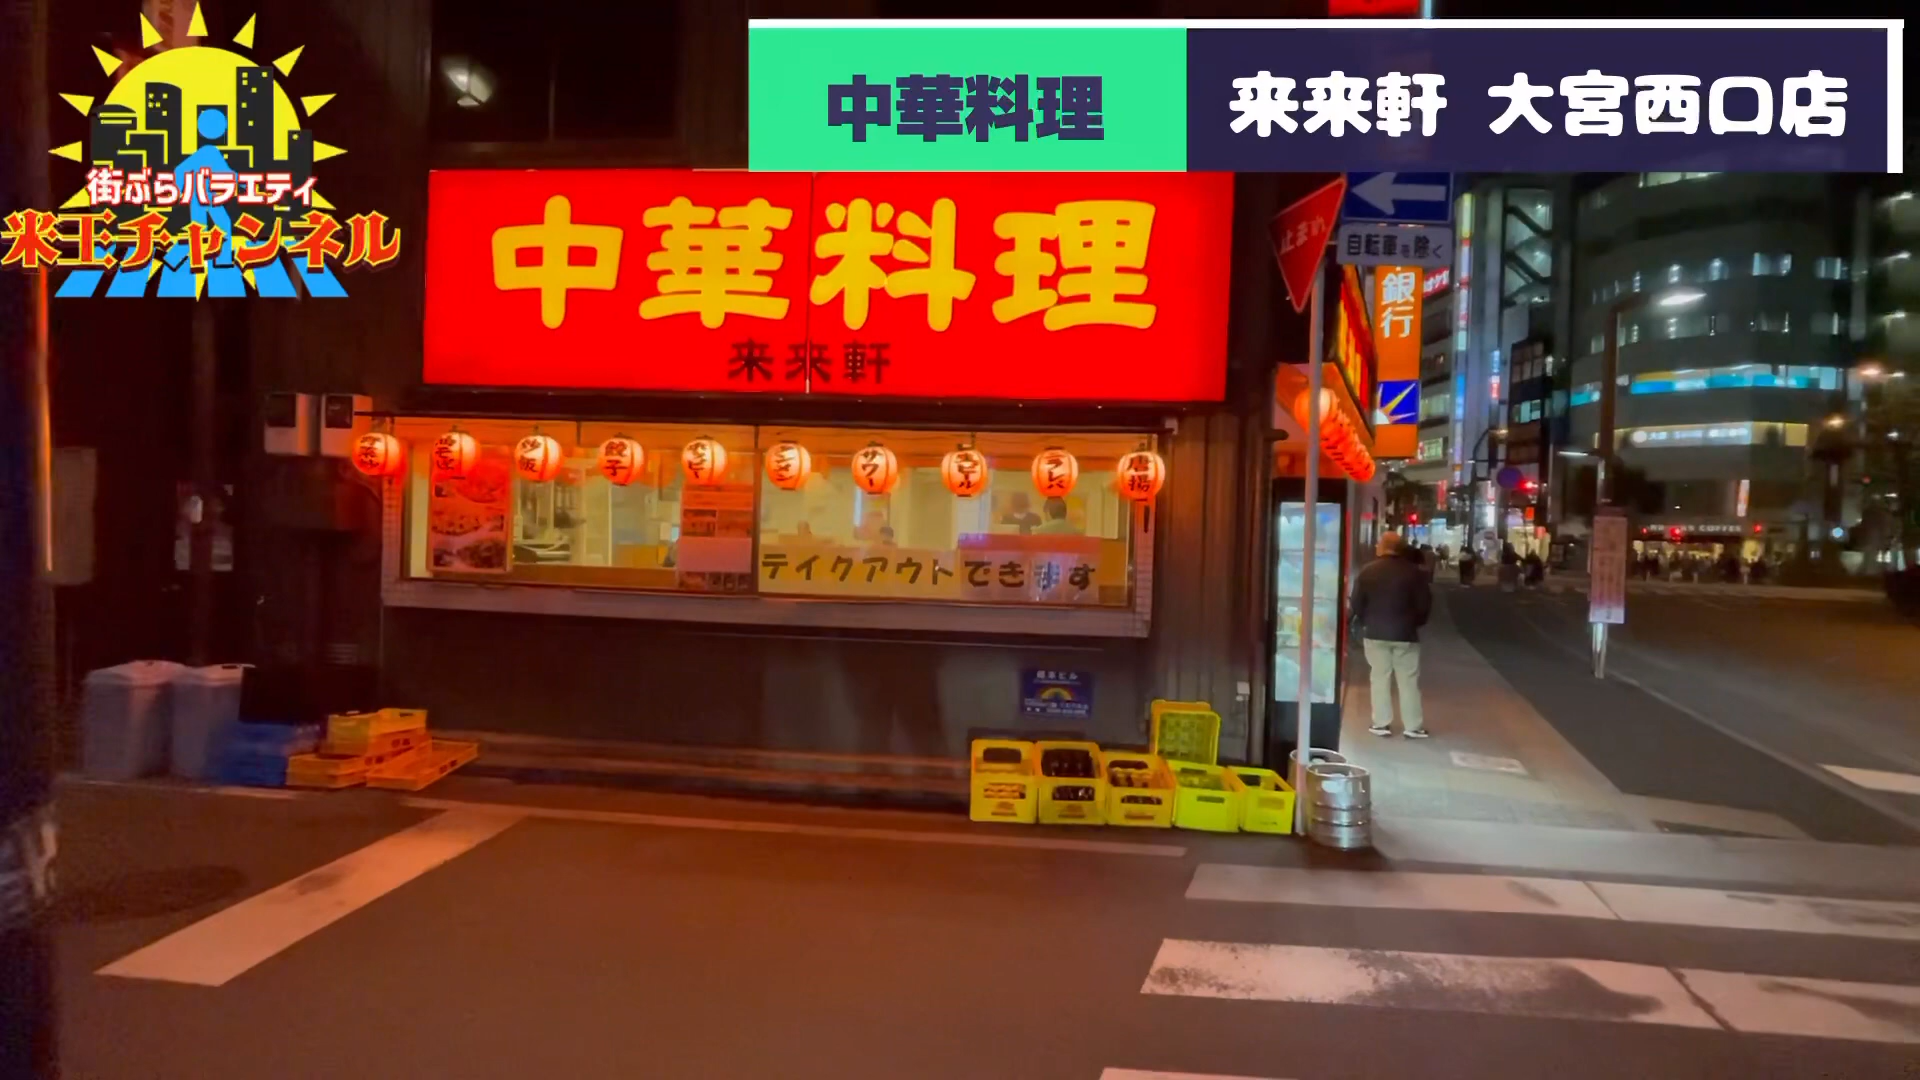 街ぶらバラエティ
米王チャンネル
中華料理
来来軒 大宮西口店
中華料理
来来軒
止まれ
自転車を除く
銀行
炒飯
餃子
サワー
生ビール
唐揚
テイクアウトできます